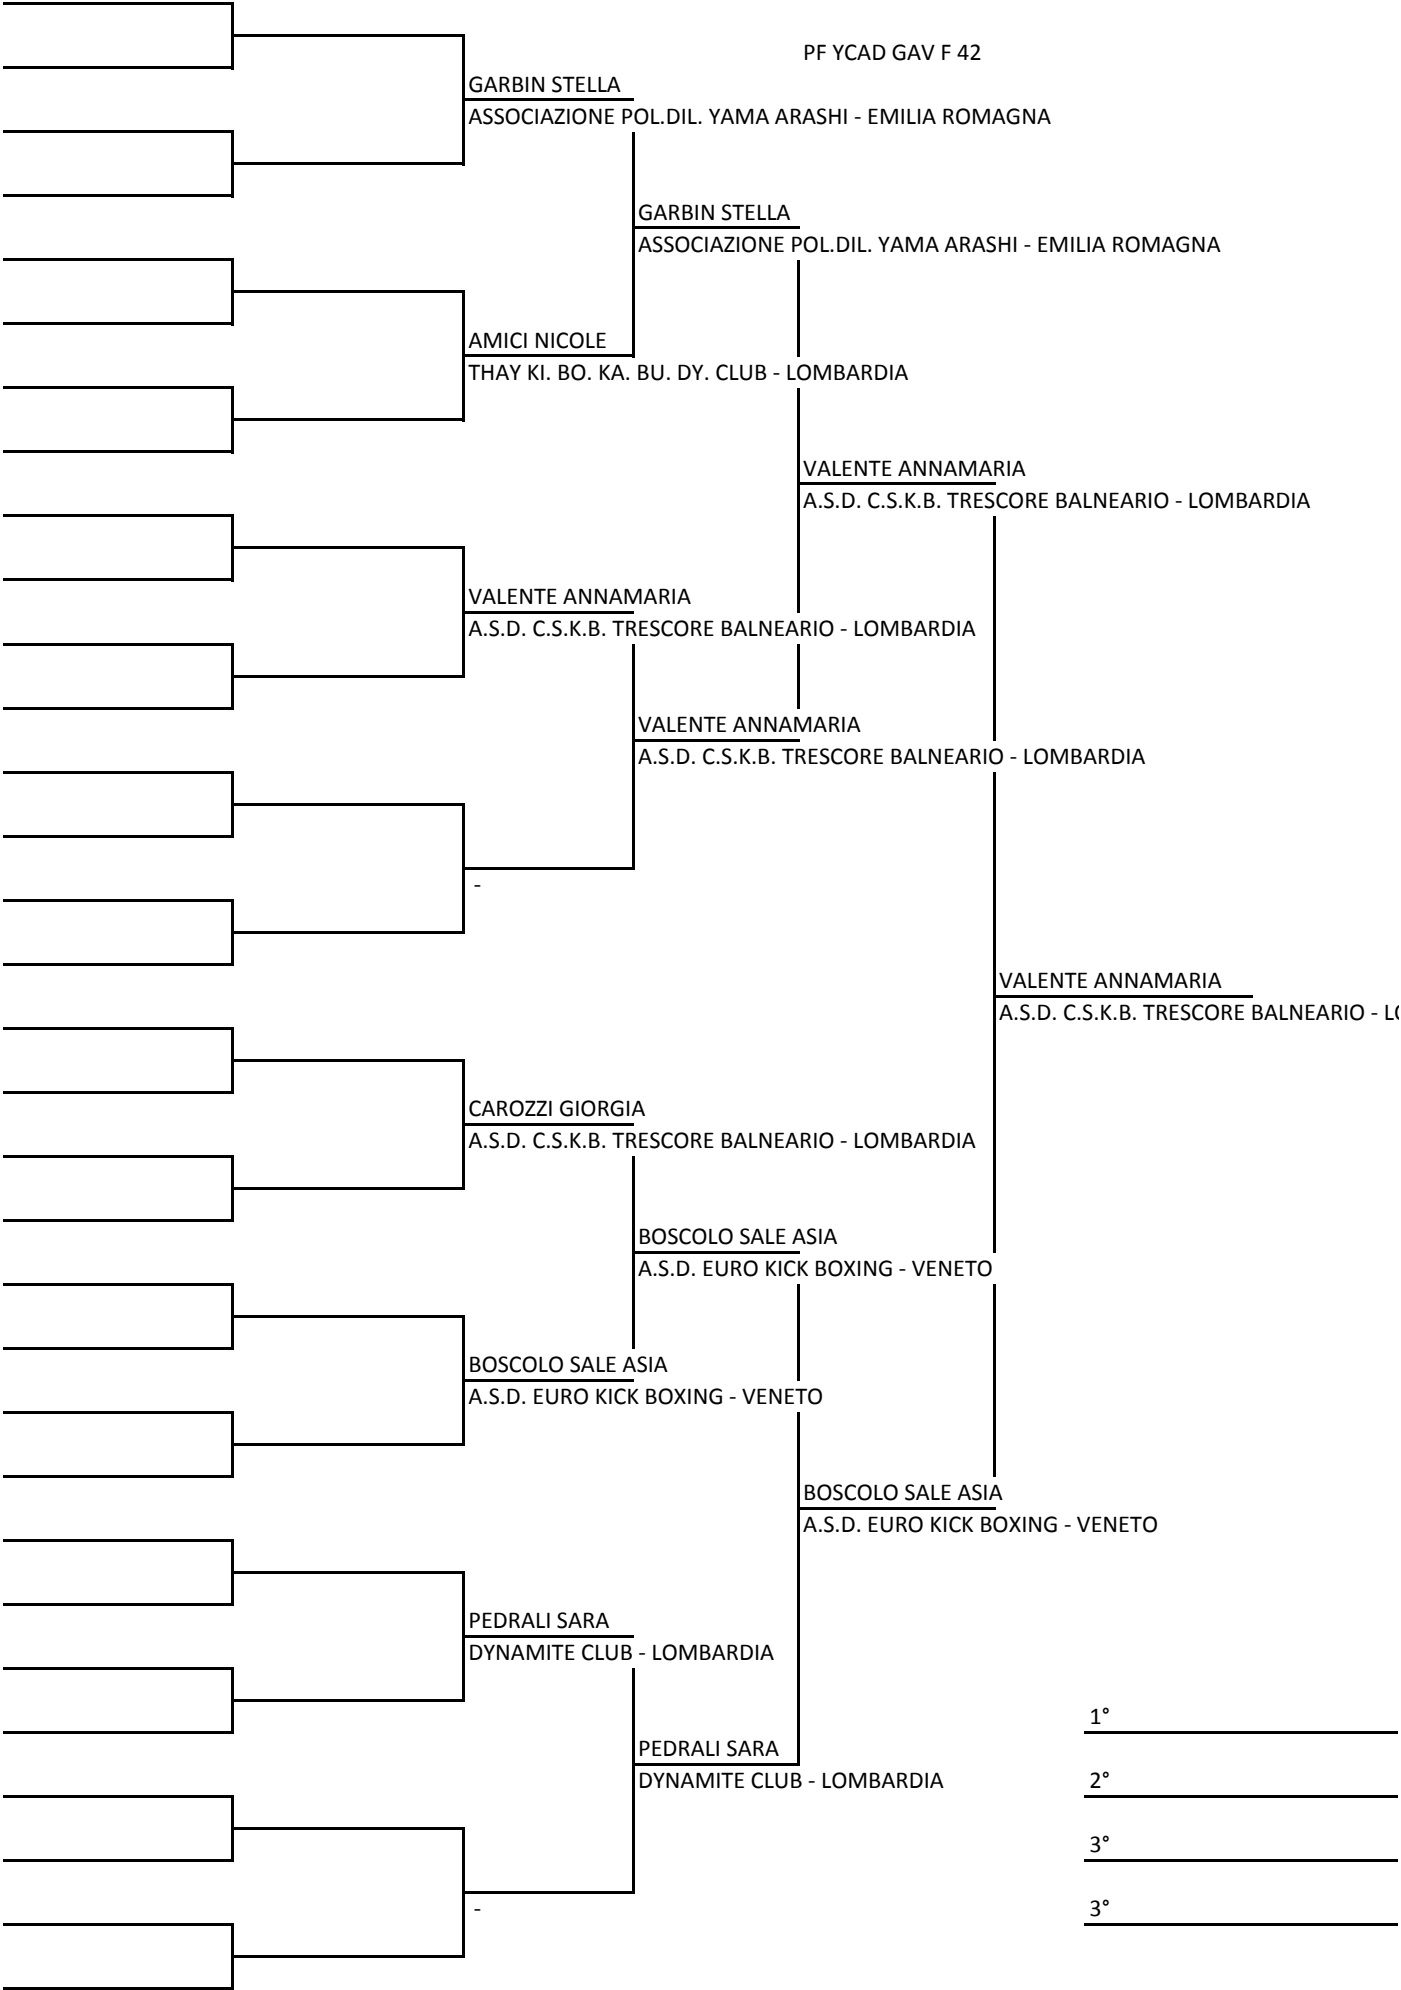 PF YCAD GAV F 42
GARBIN STELLA
ASSOCIAZIONE POL.DIL. YAMA ARASHI - EMILIA ROMAGNA
GARBIN STELLA
ASSOCIAZIONE POL.DIL. YAMA ARASHI - EMILIA ROMAGNA
AMICI NICOLE
THAY KI. BO. KA. BU. DY. CLUB - LOMBARDIA
VALENTE ANNAMARIA
A.S.D. C.S.K.B. TRESCORE BALNEARIO - LOMBARDIA
VALENTE ANNAMARIA
A.S.D. C.S.K.B. TRESCORE BALNEARIO - LOMBARDIA
VALENTE ANNAMARIA
A.S.D. C.S.K.B. TRESCORE BALNEARIO - LOMBARDIA
-
VALENTE ANNAMARIA
A.S.D. C.S.K.B. TRESCORE BALNEARIO - L
CAROZZI GIORGIA
A.S.D. C.S.K.B. TRESCORE BALNEARIO - LOMBARDIA
BOSCOLO SALE ASIA
A.S.D. EURO KICK BOXING - VENETO
BOSCOLO SALE ASIA
A.S.D. EURO KICK BOXING - VENETO
BOSCOLO SALE ASIA
A.S.D. EURO KICK BOXING - VENETO
PEDRALI SARA
DYNAMITE CLUB - LOMBARDIA
1°
PEDRALI SARA
DYNAMITE CLUB - LOMBARDIA
2°
3°
-
3°